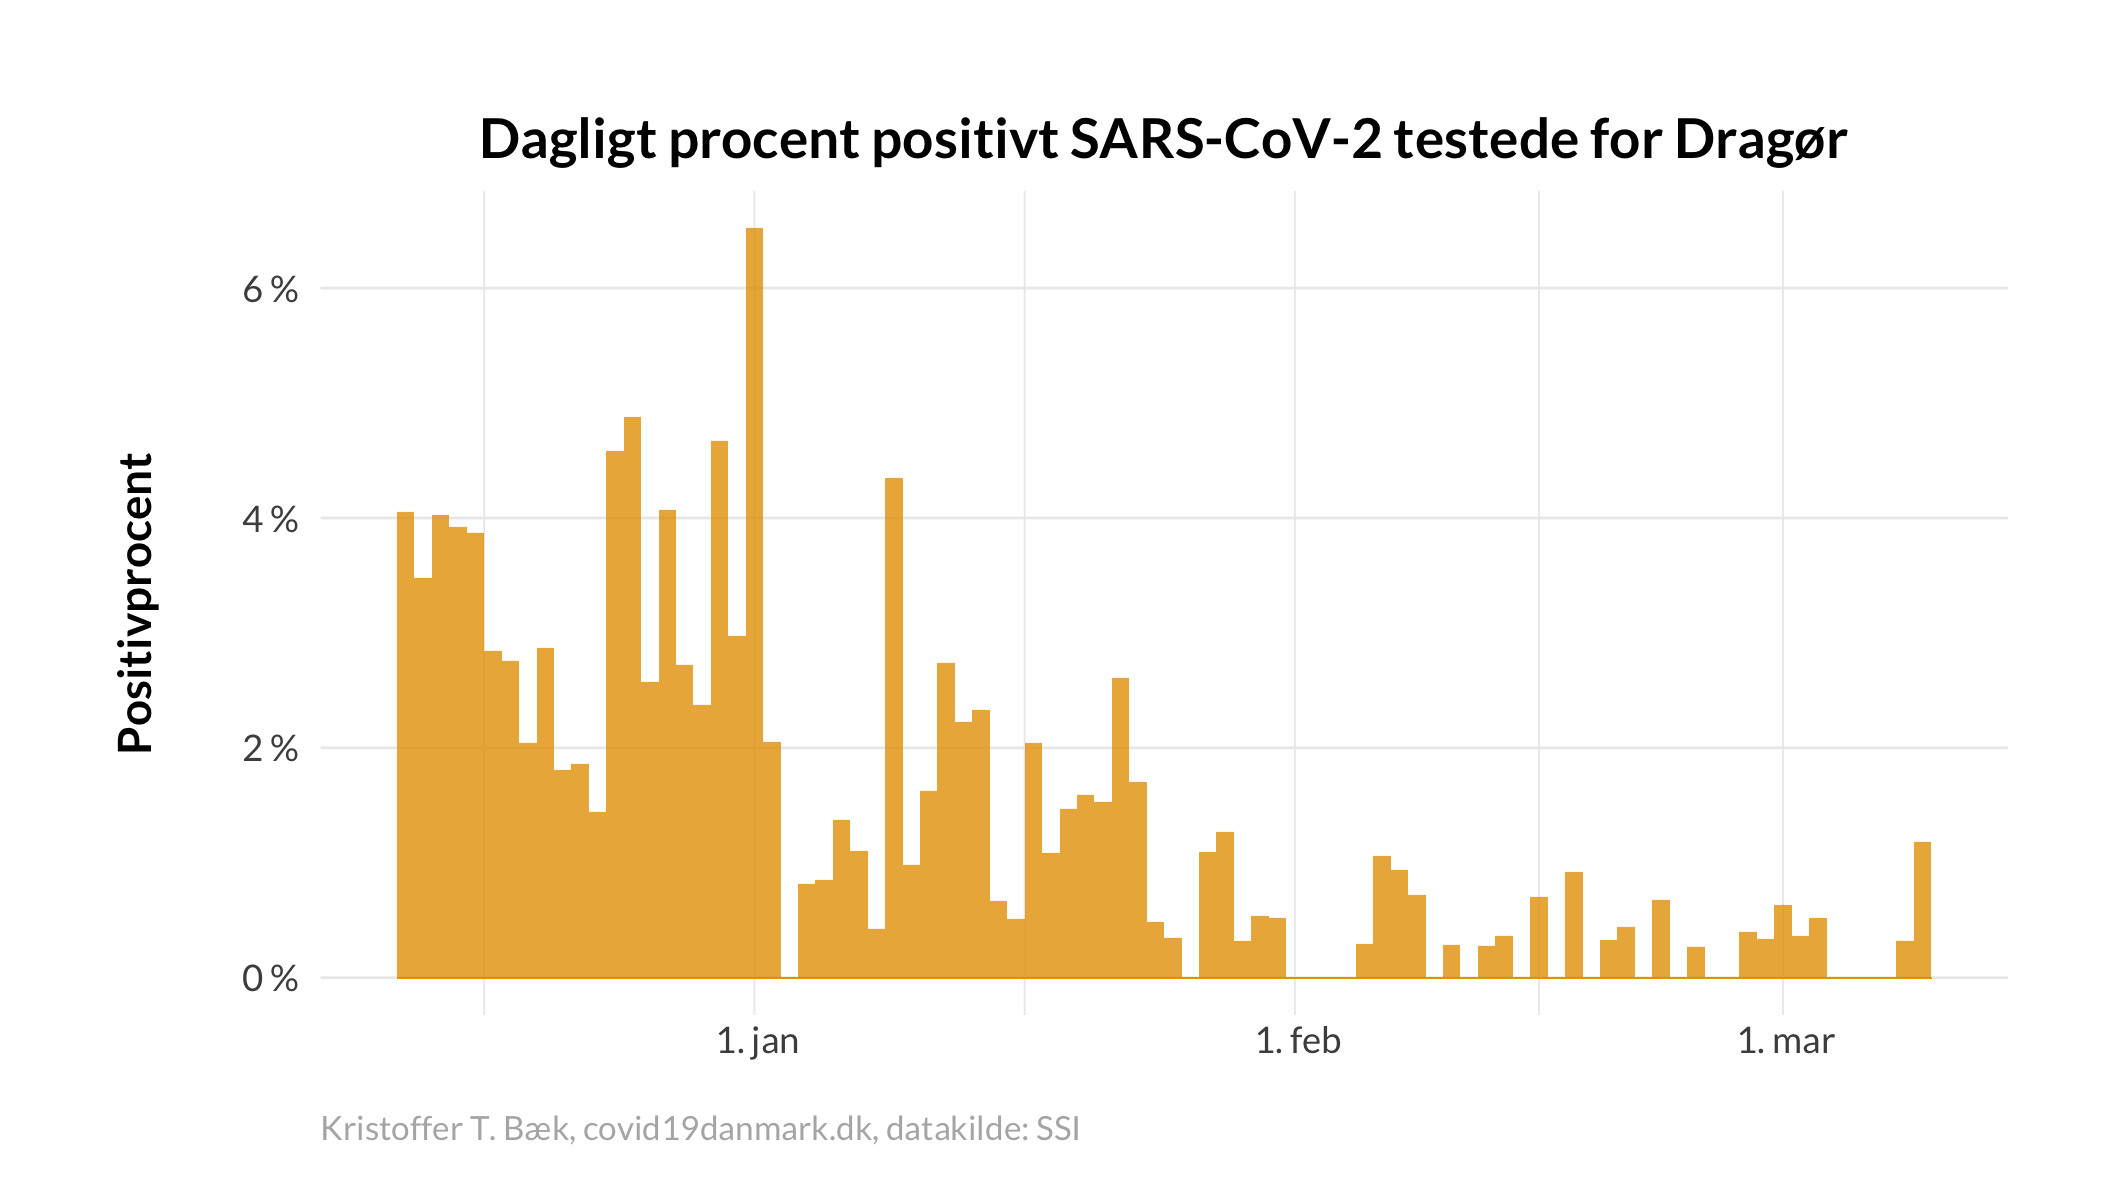 Dagligt procent positivt SARS-CoV-2 testede for Dragør
Positivprocent
6 %
4 %
2 %
0 %
1. jan
1. feb
1. mar
Kristoffer T. Bæk, covid19danmark.dk, datakilde: SSI